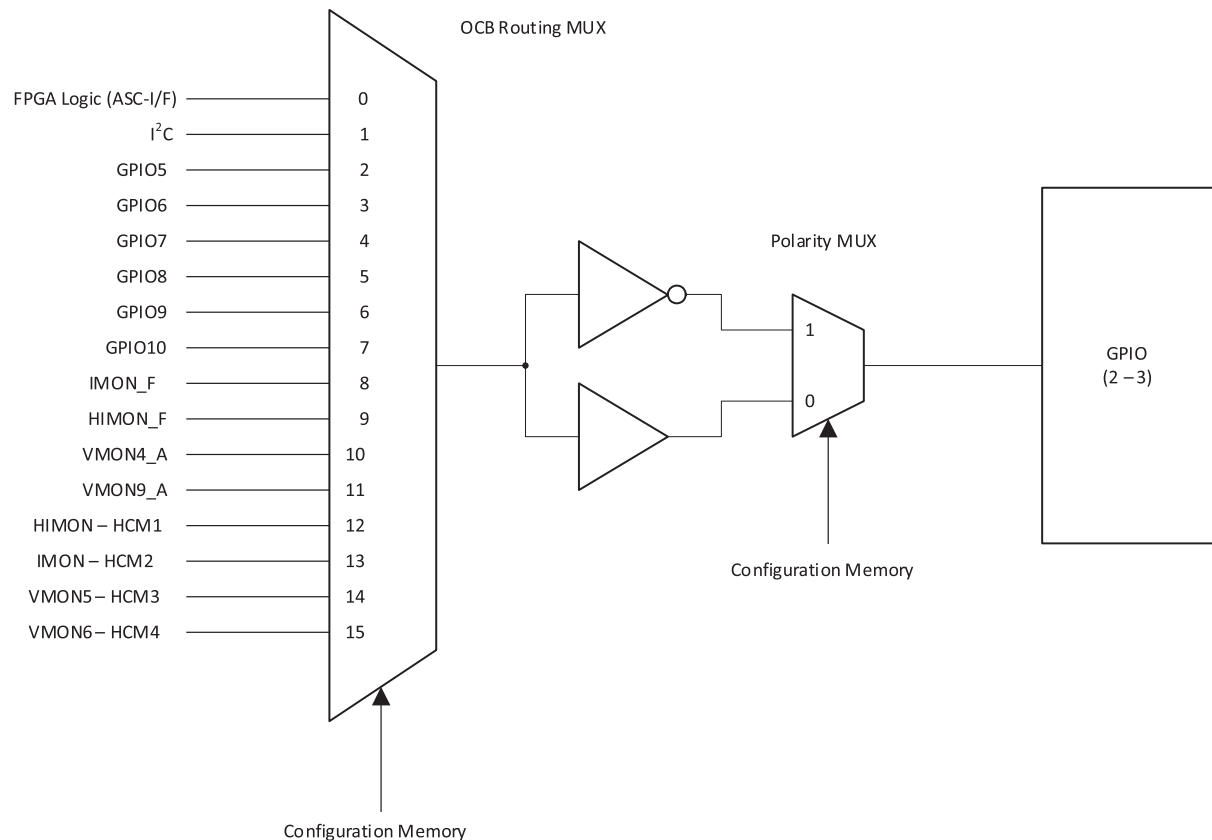 OCB Routing MUX
FPGA Logic (ASC-I/F) 0
I²C 1
GPIO5 2
GPIO6 3
GPIO7 4
GPIO8 5
GPIO9 6
GPIO10 7
IMON_F 8
HIMON_F 9
VMON4_A 10
VMON9_A 11
HIMON – HCM1 12
IMON – HCM2 13
VMON5 – HCM3 14
VMON6 – HCM4 15
Configuration Memory
Polarity MUX
1
0
Configuration Memory
GPIO
(2 – 3)